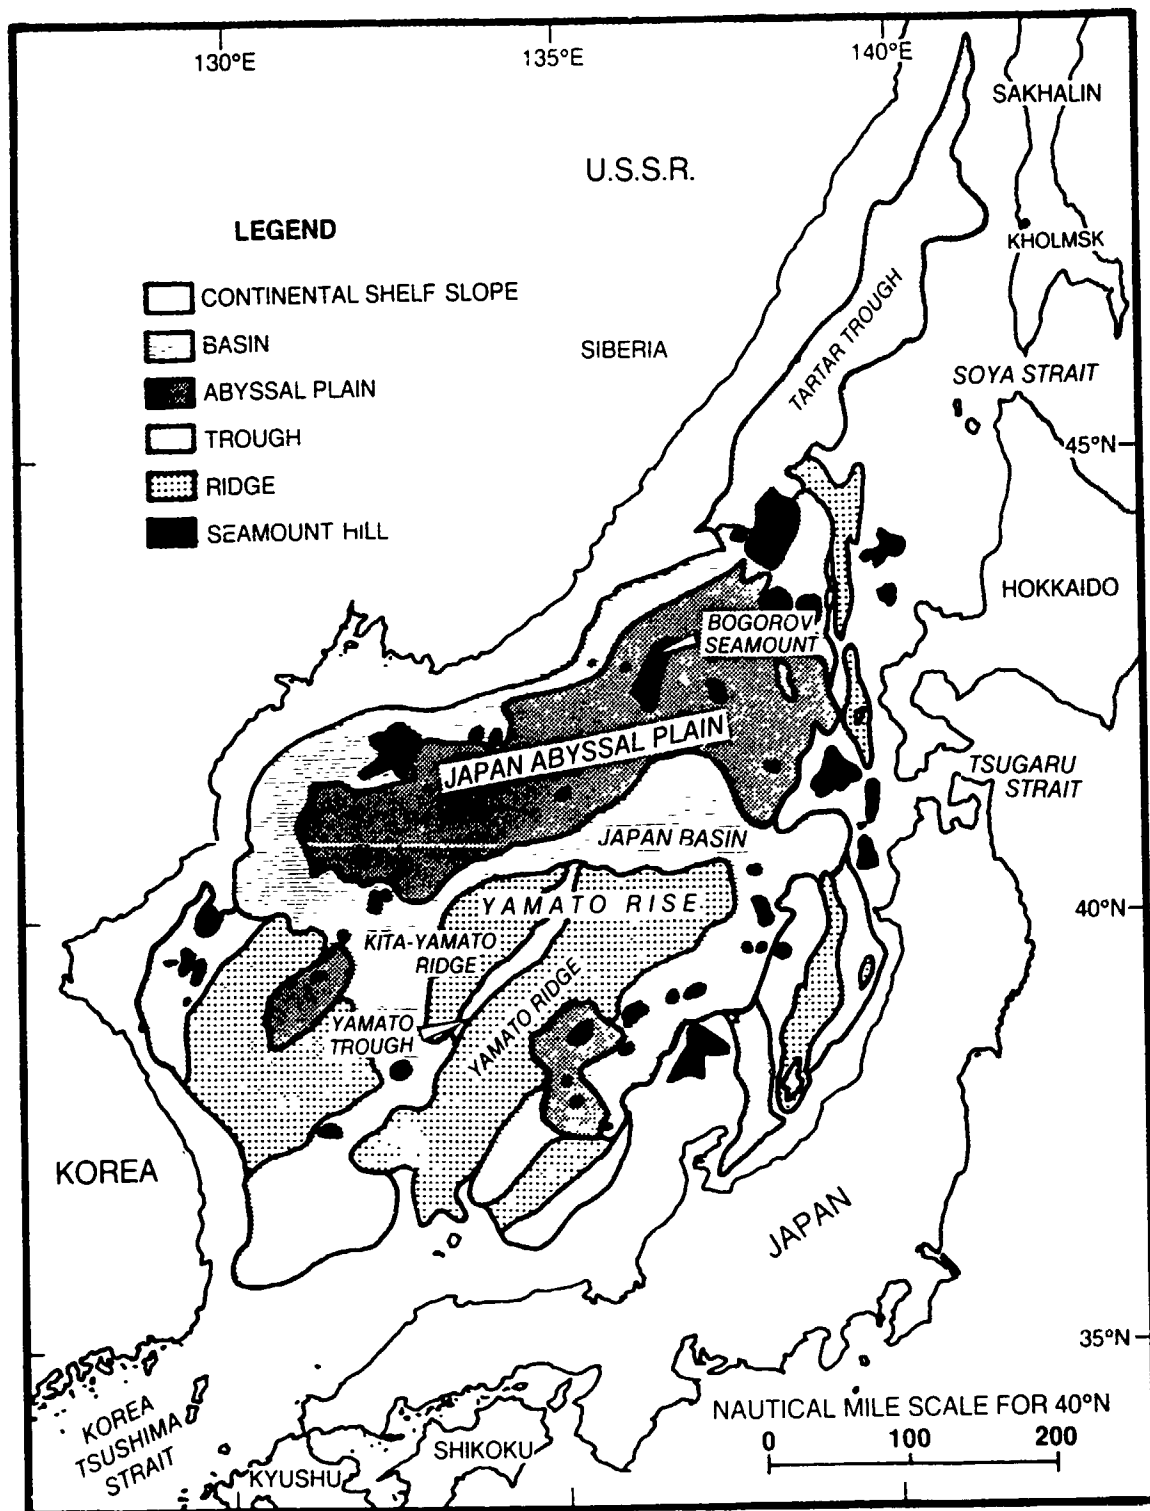 130°E
135°E
140°E
SAKHALIN
U.S.S.R.
LEGEND
KHOLMSK
CONTINENTAL SHELF SLOPE
BASIN
SIBERIA
TARTAR TROUGH
ABYSSAL PLAIN
SOYA STRAIT
TROUGH
45°N
RIDGE
SEAMOUNT HILL
HOKKAIDO
BOGOROV
SEAMOUNT
JAPAN ABYSSAL PLAIN
TSUGARU
STRAIT
JAPAN BASIN
YAMATO RISE
40°N
KITA-YAMATO
RIDGE
YAMATO RIDGE
YAMATO
TROUGH
KOREA
JAPAN
35°N
NAUTICAL MILE SCALE FOR 40°N
0 100 200
KOREA
TSUSHIMA
STRAIT
SHIKOKU
KYUSHU